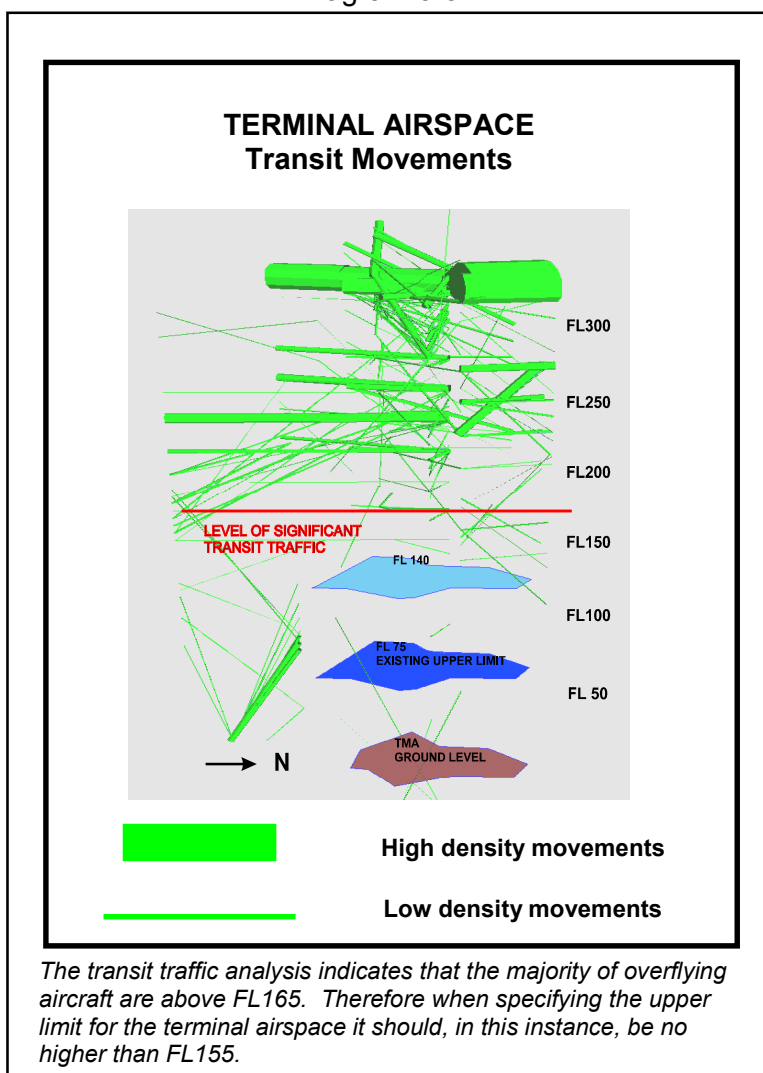 TERMINAL AIRSPACE
Transit Movements
FL300
FL250
FL200
LEVEL OF SIGNIFICANT
TRANSIT TRAFFIC
FL150
FL 140
FL100
FL 75
EXISTING UPPER LIMIT
FL 50
TMA
GROUND LEVEL
N
High density movements
Low density movements
The transit traffic analysis indicates that the majority of overflying
aircraft are above FL165. Therefore when specifying the upper
limit for the terminal airspace it should, in this instance, be no
higher than FL155.